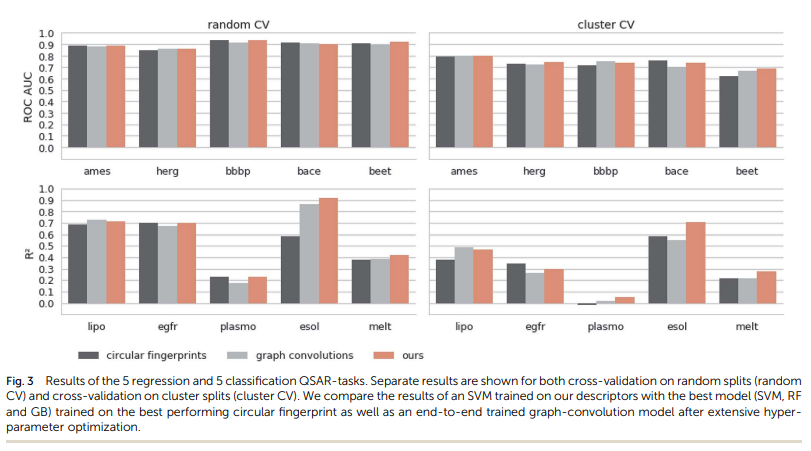 random CV
cluster CV
ROC AUC
1.0
0.9
0.8
0.7
0.6
0.5
0.4
0.3
0.2
0.1
0.0
ames herg bbbp bace beet
ames herg bbbp bace beet
R²
1.0
0.9
0.8
0.7
0.6
0.5
0.4
0.3
0.2
0.1
0.0
lipo egfr plasmo esol melt
lipo egfr plasmo esol melt
circular fingerprints graph convolutions ours
Fig. 3 Results of the 5 regression and 5 classification QSAR-tasks. Separate results are shown for both cross-validation on random splits (random
CV) and cross-validation on cluster splits (cluster CV). We compare the results of an SVM trained on our descriptors with the best model (SVM, RF
and GB) trained on the best performing circular fingerprint as well as an end-to-end trained graph-convolution model after extensive hyper-
parameter optimization.